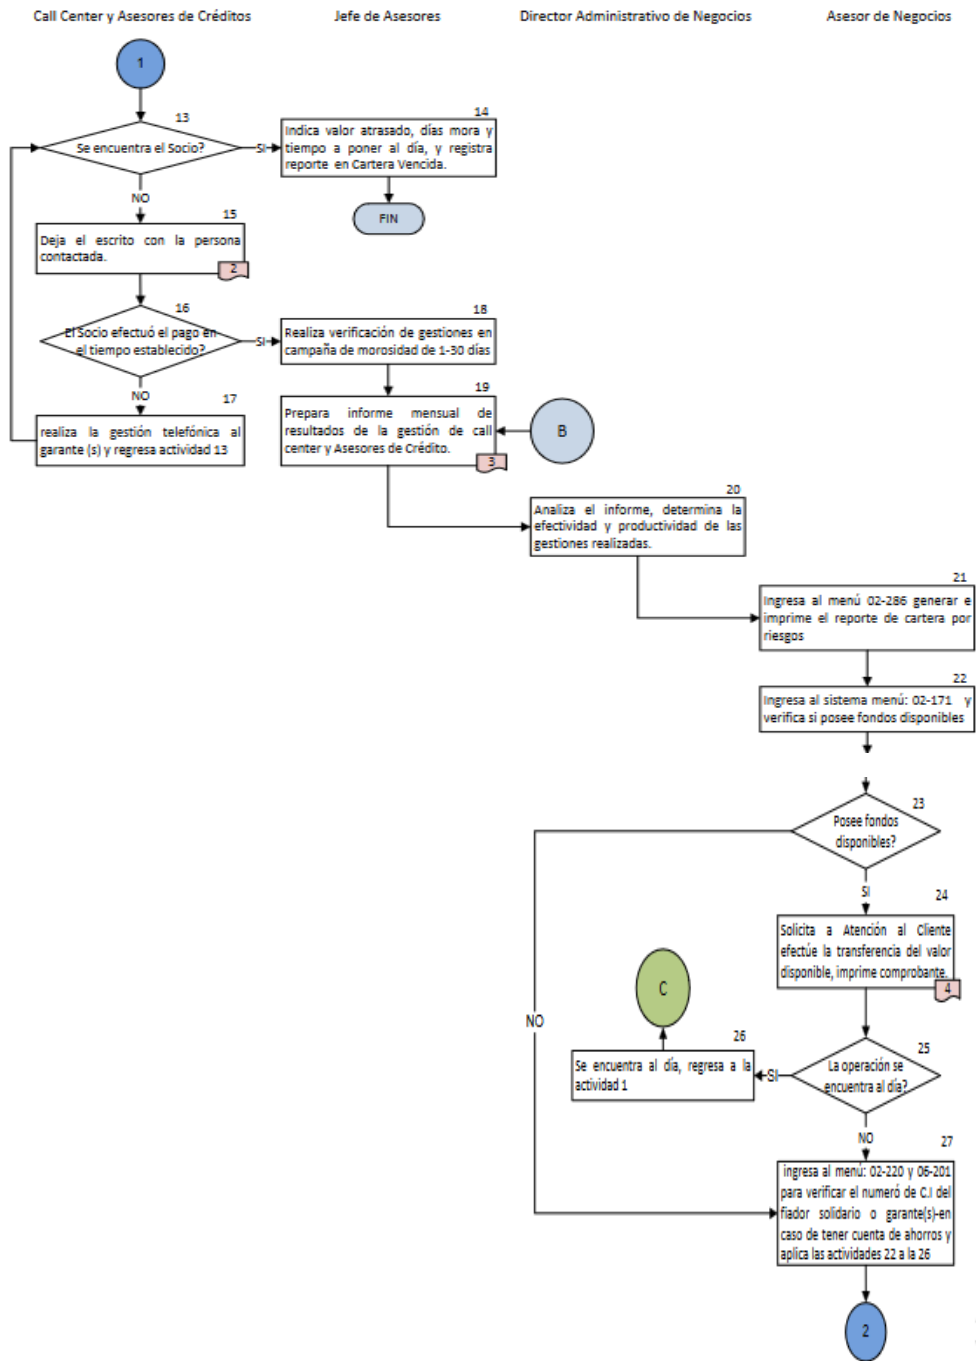 Call Center y Asesores de Créditos
Jefe de Asesores
Director Administrativo de Negocios
Asesor de Negocios
1
13
Se encuentra el Socio?
SI
14
Indica valor atrasado, días mora y
tiempo a poner al día, y registra
reporte en Cartera Vencida.
FIN
NO
15
Deja el escrito con la persona
contactada.
2
16
El Socio efectuó el pago en
el tiempo establecido?
SI
18
Realiza verificación de gestiones en
campaña de morosidad de 1-30 días
NO
17
realiza la gestión telefónica al
garante (s) y regresa actividad 13
19
Prepara informe mensual de
resultados de la gestión de call
center y Asesores de Crédito.
3
B
20
Analiza el informe, determina la
efectividad y productividad de las
gestiones realizadas.
21
Ingresa al menú 02-286 generar e
imprime el reporte de cartera por
riesgos
22
Ingresa al sistema menú: 02-171 y
verifica si posee fondos disponibles
23
Posee fondos
disponibles?
SI
24
Solicita a Atención al Cliente
efectúe la transferencia del valor
disponible, imprime comprobante.
4
C
NO
26
Se encuentra al día, regresa a la
actividad 1
SI
25
La operación se
encuentra al día?
NO
27
ingresa al menú: 02-220 y 06-201
para verificar el numeró de C.I del
fiador solidario o garante(s)-en
caso de tener cuenta de ahorros y
aplica las actividades 22 a la 26
2